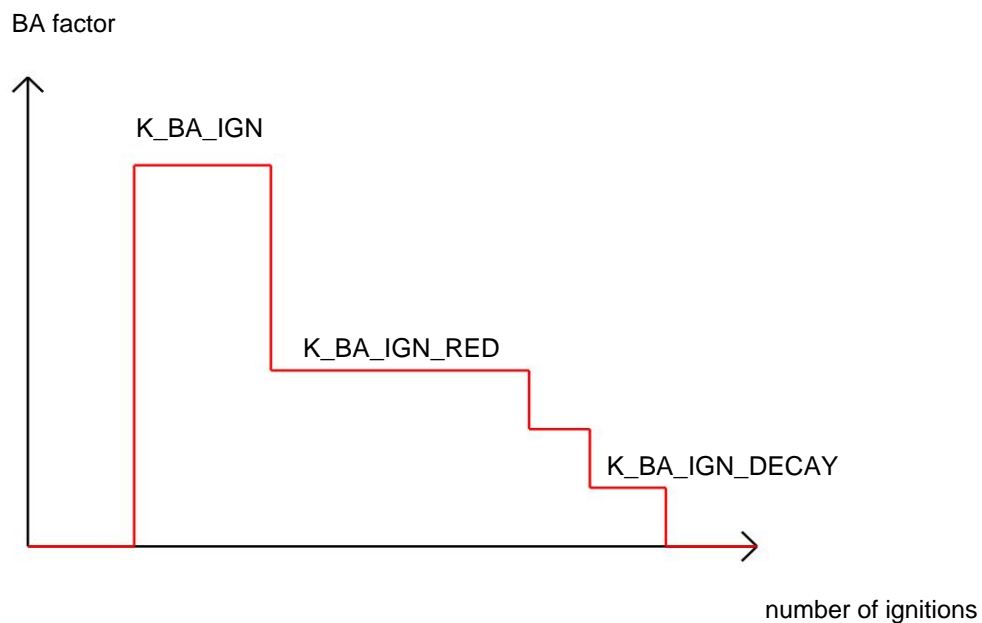 BA factor
K_BA_IGN
K_BA_IGN_RED
K_BA_IGN_DECAY
number of ignitions